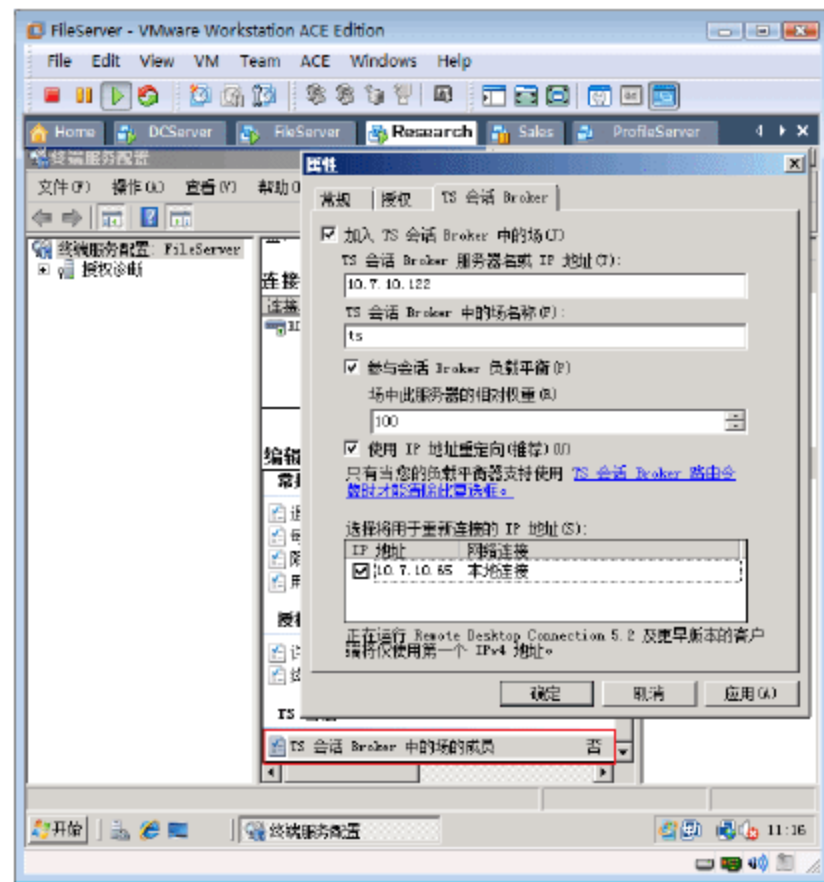 FileServer - VMware Workstation ACE Edition
File Edit View VM Team ACE Windows Help
Home DCServer FileServer Research Sales ProfileServer
终端服务配置
文件(F) 操作(A) 查看(V) 帮助
终端服务配置: FileServer
授权诊断
连接
连接
编辑
常规
授权
属性
常规 授权 TS 会话 Broker
加入 TS 会话 Broker 中的场(J)
TS 会话 Broker 服务器名或 IP 地址(T):
10.7.10.122
TS 会话 Broker 中的场名称(F):
ts
参与会话 Broker 负载平衡(P)
场中此服务器的相对权重(R)
100
使用 IP 地址重定向(推荐)(U)
只有当您的负载平衡器支持使用 TS 会话 Broker 路由令
数时才能清除此复选框。
选择将用于重新连接的 IP 地址(S):
IP 地址 网络连接
10.7.10.65 本地连接
正在运行 Remote Desktop Connection 5.2 及更早版本的客户
端将仅使用第一个 IPv4 地址。
确定 取消 应用(A)
TS 会话 Broker 中的场的成员 否
开始 终端服务配置 11:16